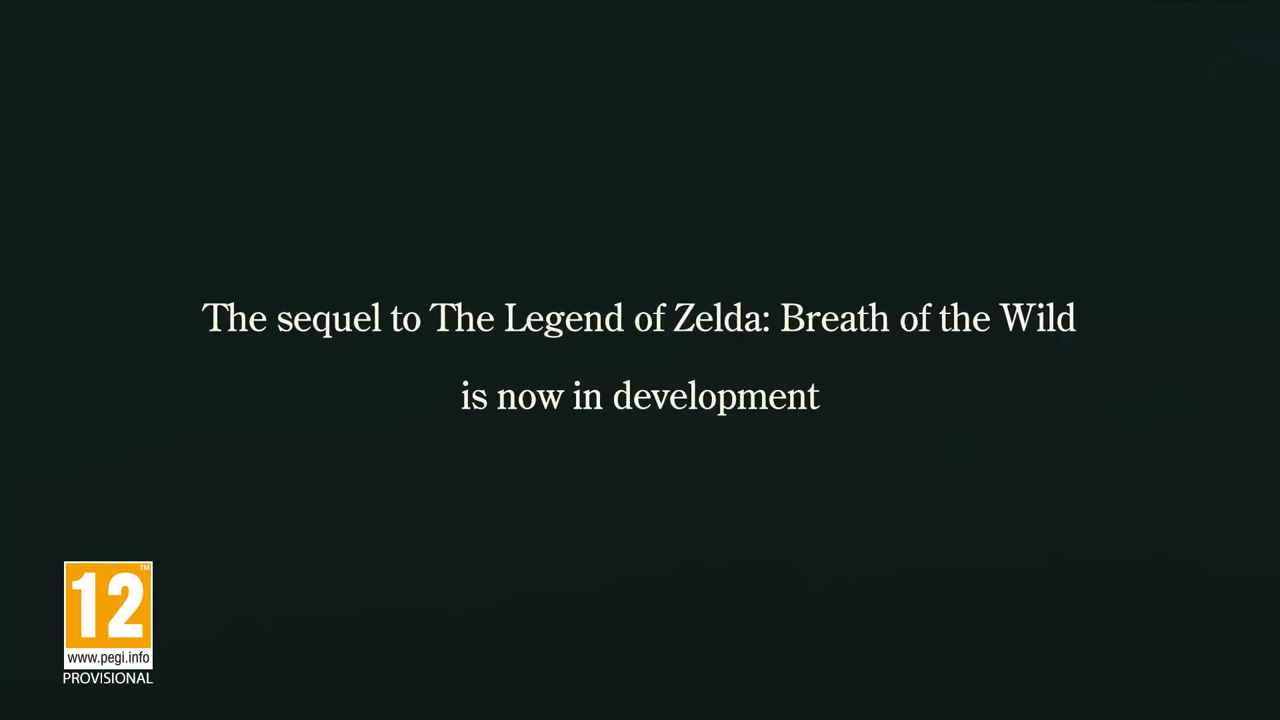 The sequel to The Legend of Zelda: Breath of the Wild
is now in development
12™
www.pegi.info
PROVISIONAL